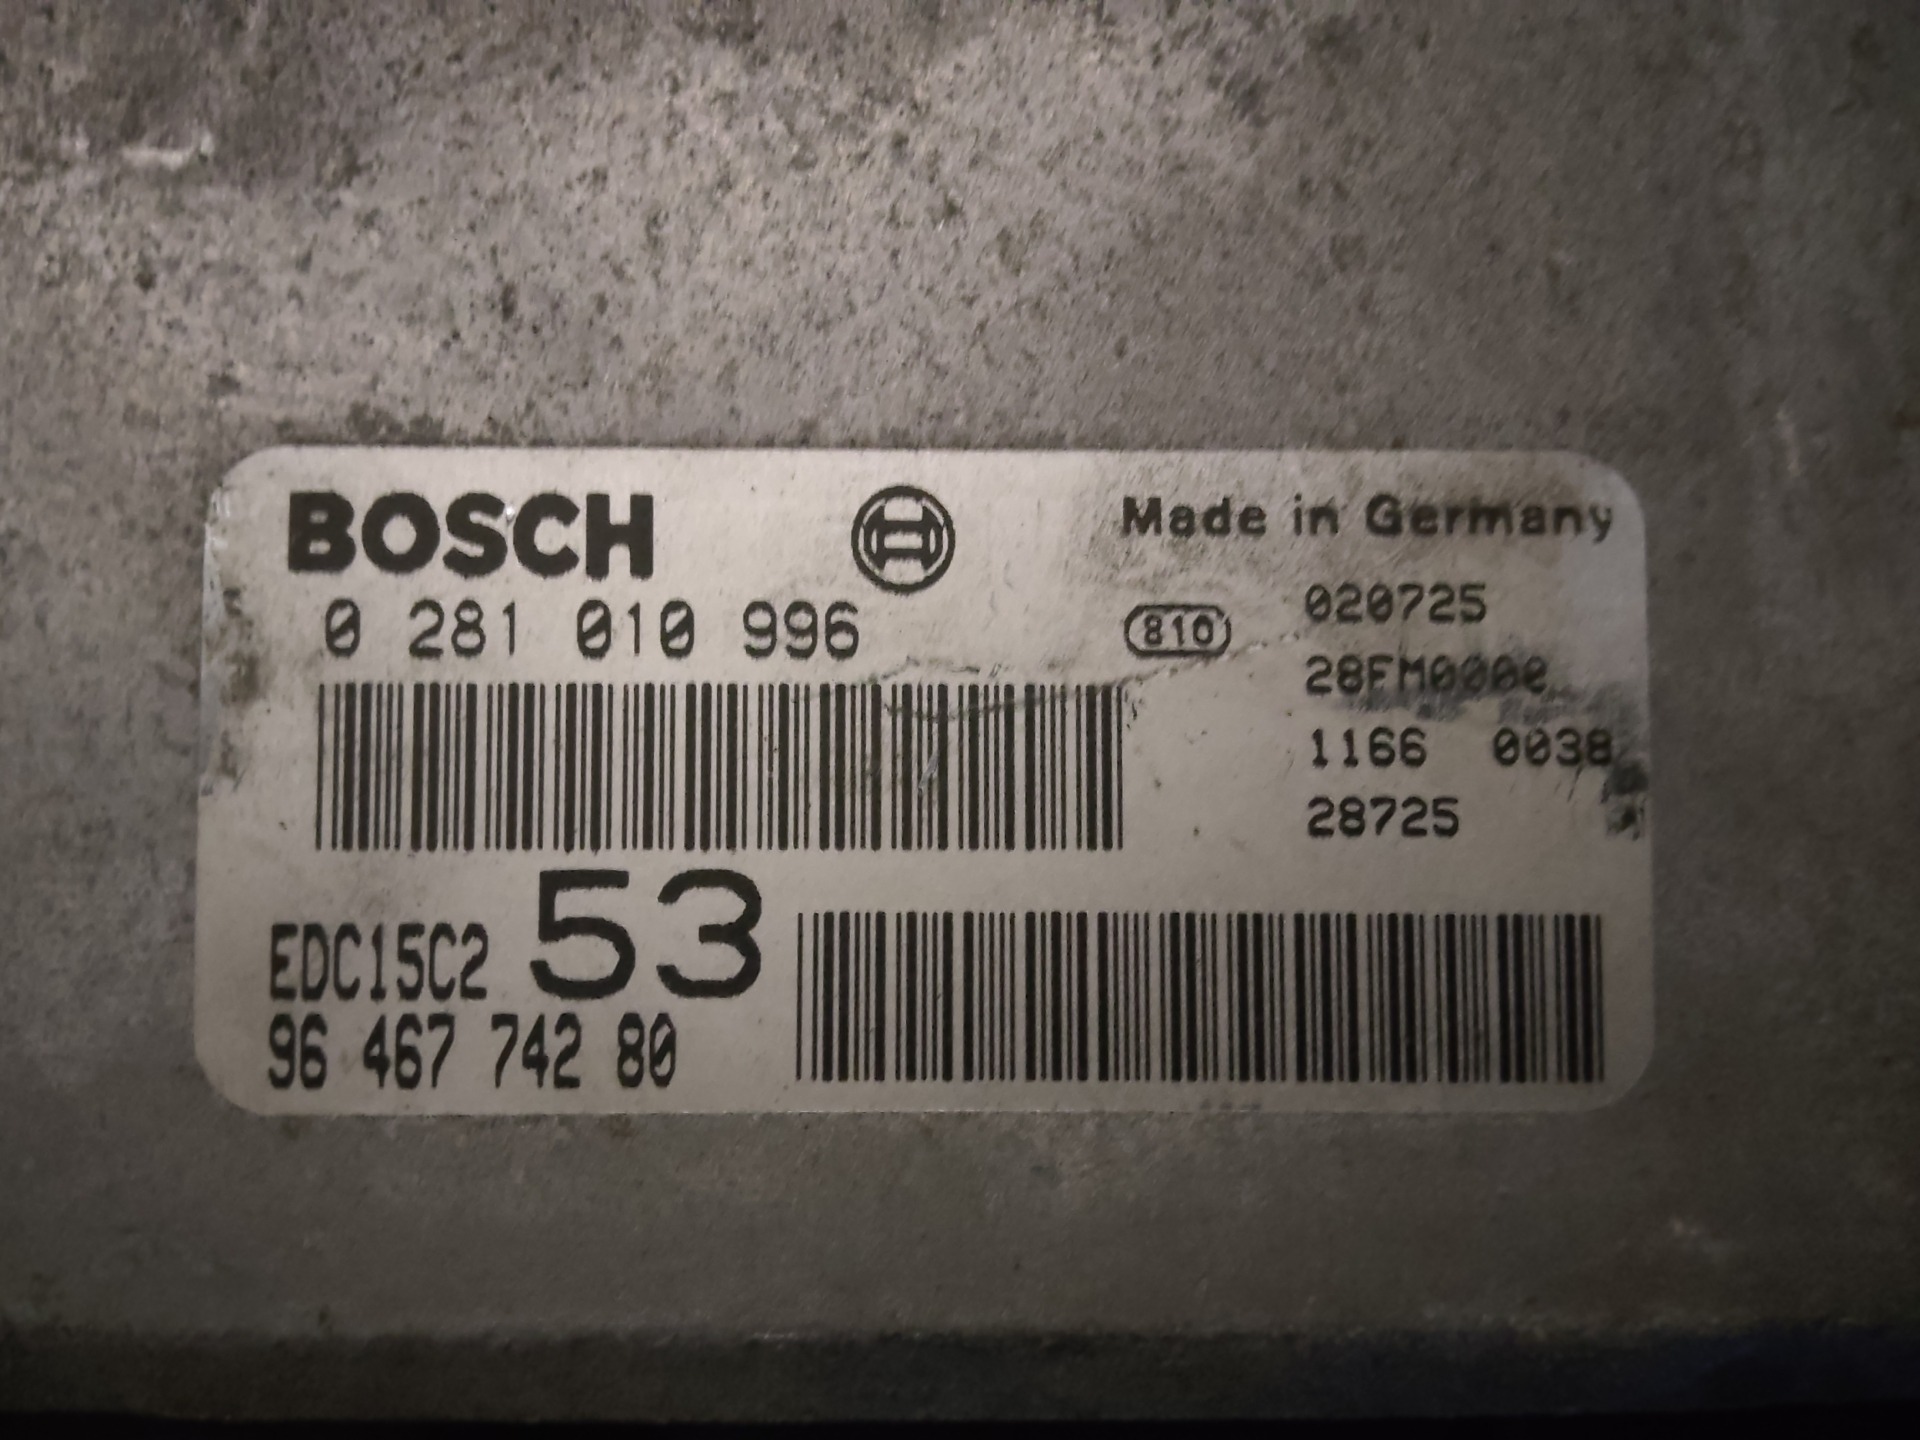 BOSCH
Made in Germany
0 281 010 996
810
020725
28FM0000
1166 0038
28725
EDC15C2 53
96 467 742 80